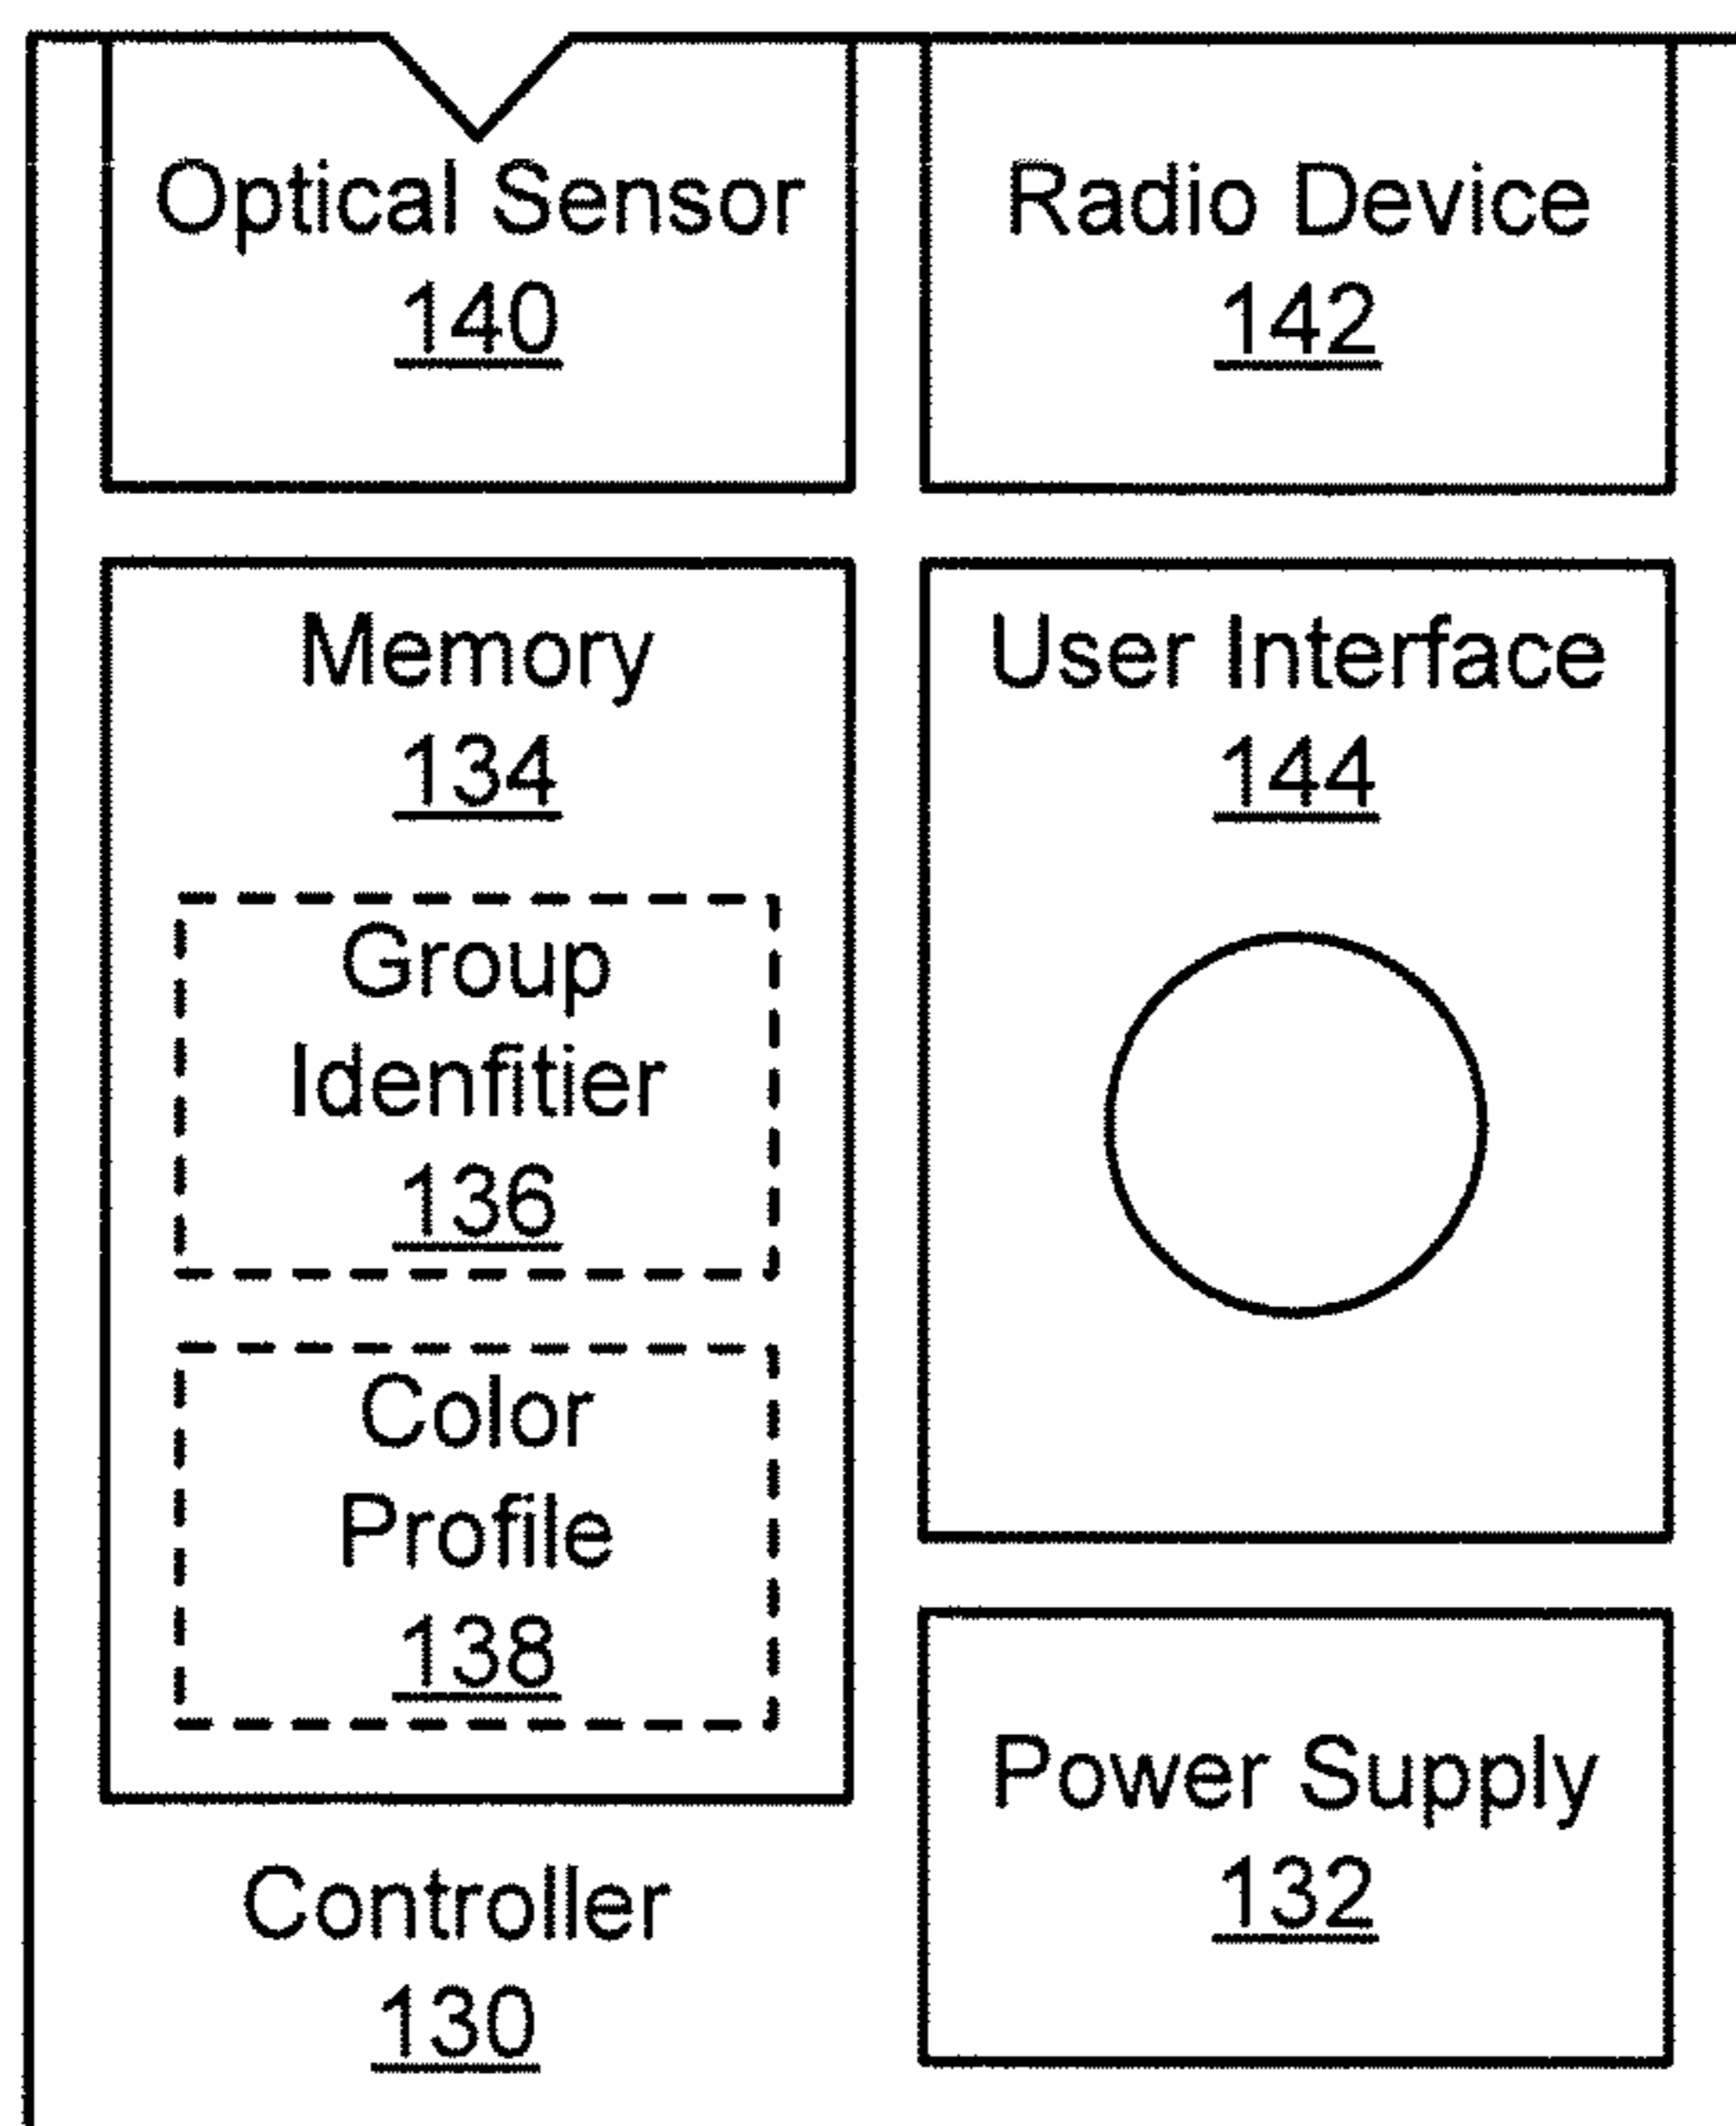 Optical Sensor
140
Radio Device
142
Memory
134
Group
Idenfitier
136
Color
Profile
138
User Interface
144
Power Supply
132
Controller
130